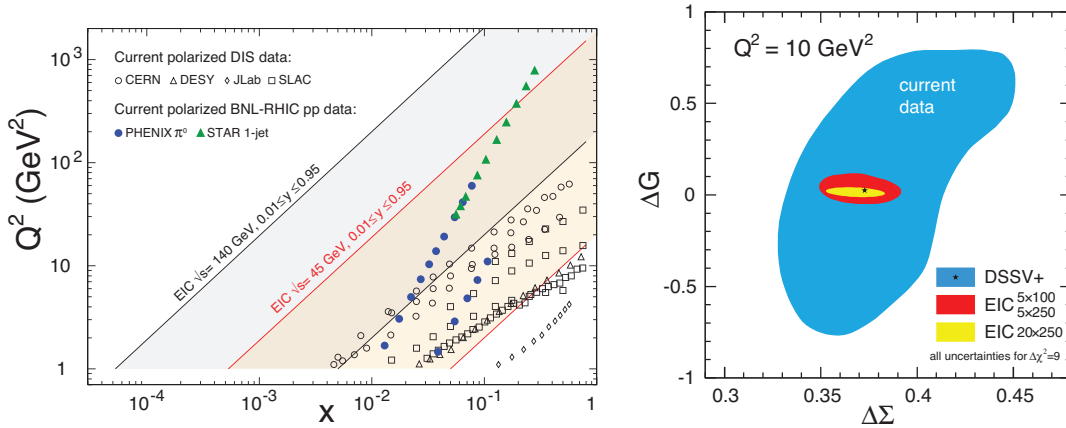 Q² (GeV²)
10³
10²
10
1
Current polarized DIS data:
○ CERN △ DESY ◊ JLab □ SLAC
Current polarized BNL-RHIC pp data:
● PHENIX π⁰ ▲ STAR 1-jet
EIC √s= 140 GeV, 0.01≤ y ≤0.95
EIC √s= 45 GeV, 0.01≤ y ≤0.95
10⁻⁴ 10⁻³ 10⁻² 10⁻¹ 1
x
ΔG
1
0.5
0
-0.5
-1
Q² = 10 GeV²
current
data
DSSV+
EIC 5×100
5×250
EIC 20×250
all uncertainties for Δχ²=9
0.3 0.35 0.4 0.45
ΔΣ